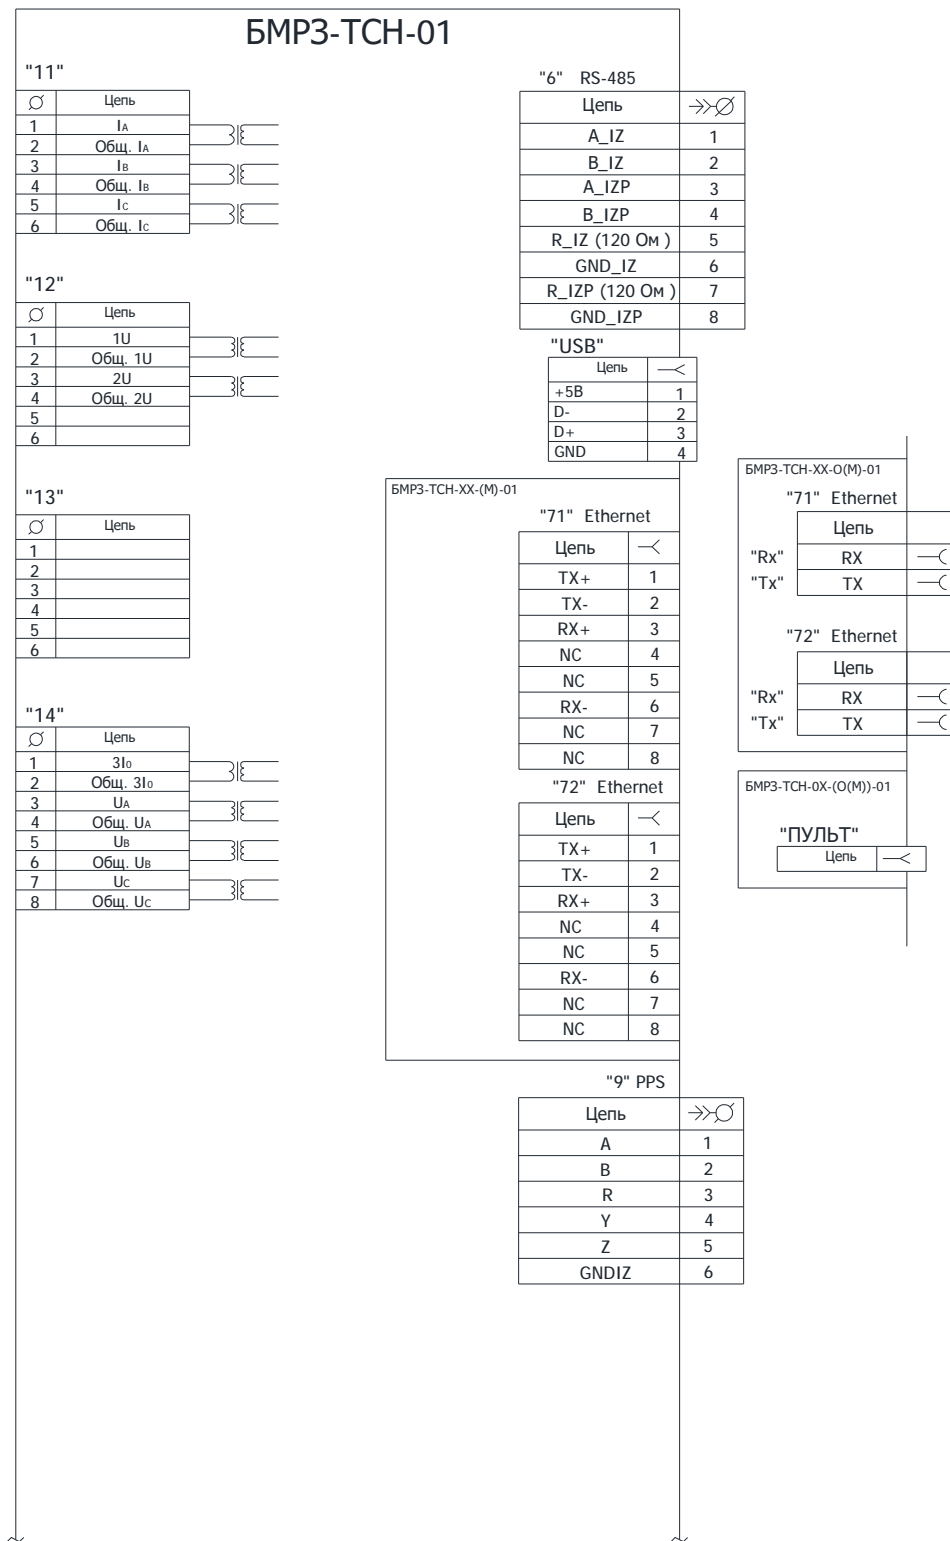 БМРЗ-ТСН-01
"11"
Цепь
1 IA
2 Общ. IA
3 IB
4 Общ. IB
5 IC
6 Общ. IC
"12"
Цепь
1 1U
2 Общ. 1U
3 2U
4 Общ. 2U
5
6
"13"
Цепь
1
2
3
4
5
6
"14"
Цепь
1 3I0
2 Общ. 3I0
3 UA
4 Общ. UA
5 UB
6 Общ. UB
7 UC
8 Общ. UC
"6" RS-485
Цепь
A_IZ 1
B_IZ 2
A_IZP 3
B_IZP 4
R_IZ (120 Ом ) 5
GND_IZ 6
R_IZP (120 Ом ) 7
GND_IZP 8
"USB"
Цепь
+5В 1
D- 2
D+ 3
GND 4
БМРЗ-ТСН-ХХ-(М)-01
"71" Ethernet
Цепь
TX+ 1
TX- 2
RX+ 3
NC 4
NC 5
RX- 6
NC 7
NC 8
"72" Ethernet
Цепь
TX+ 1
TX- 2
RX+ 3
NC 4
NC 5
RX- 6
NC 7
NC 8
"9" PPS
Цепь
A 1
B 2
R 3
Y 4
Z 5
GNDIZ 6
БМРЗ-ТСН-ХХ-О(М)-01
"71" Ethernet
Цепь
"Rx" RX
"Tx" TX
"72" Ethernet
Цепь
"Rx" RX
"Tx" TX
БМРЗ-ТСН-0Х-(О(М))-01
"ПУЛЬТ"
Цепь